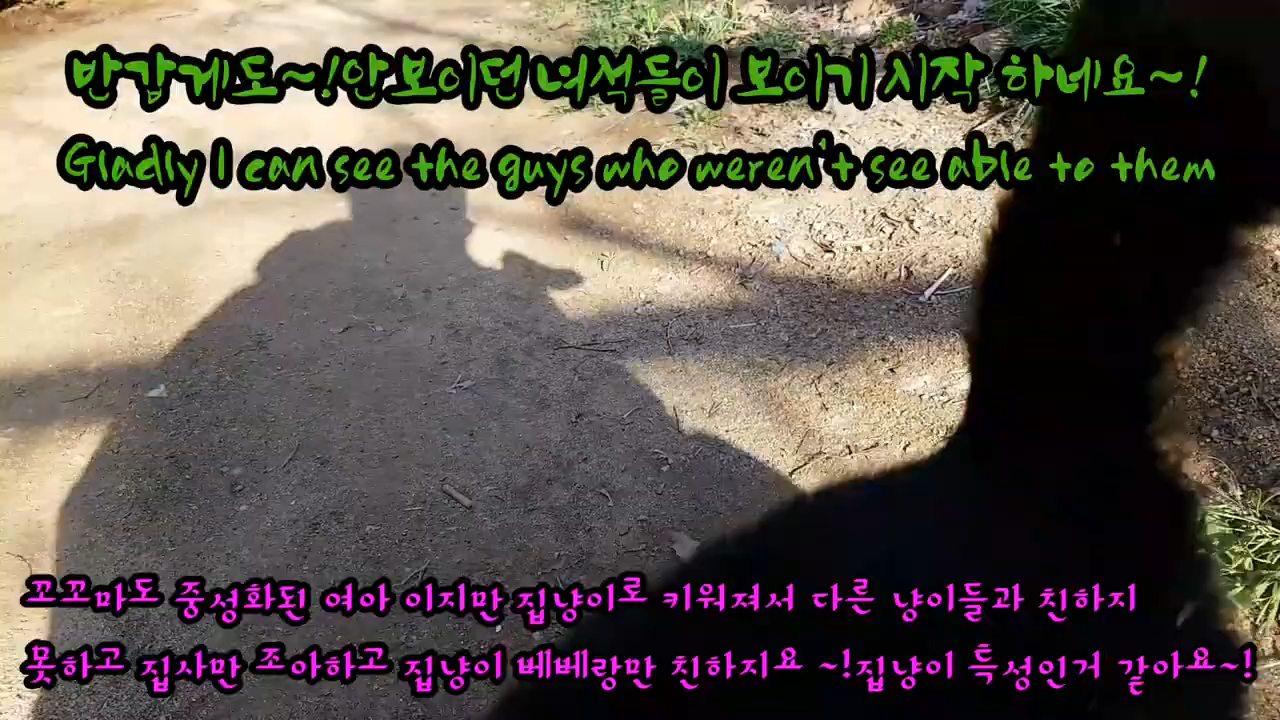 반갑게도~!안보이던 녀석들이 보이기 시작 하네요~!
Gladly I can see the guys who weren't see able to them
꼬꼬마도 중성화된 여아 이지만 집냥이로 키워져서 다른 냥이들과 친하지
못하고 집사만 조아하고 집냥이 베베랑만 친하지요 ~!집냥이 특성인거 같아요~!